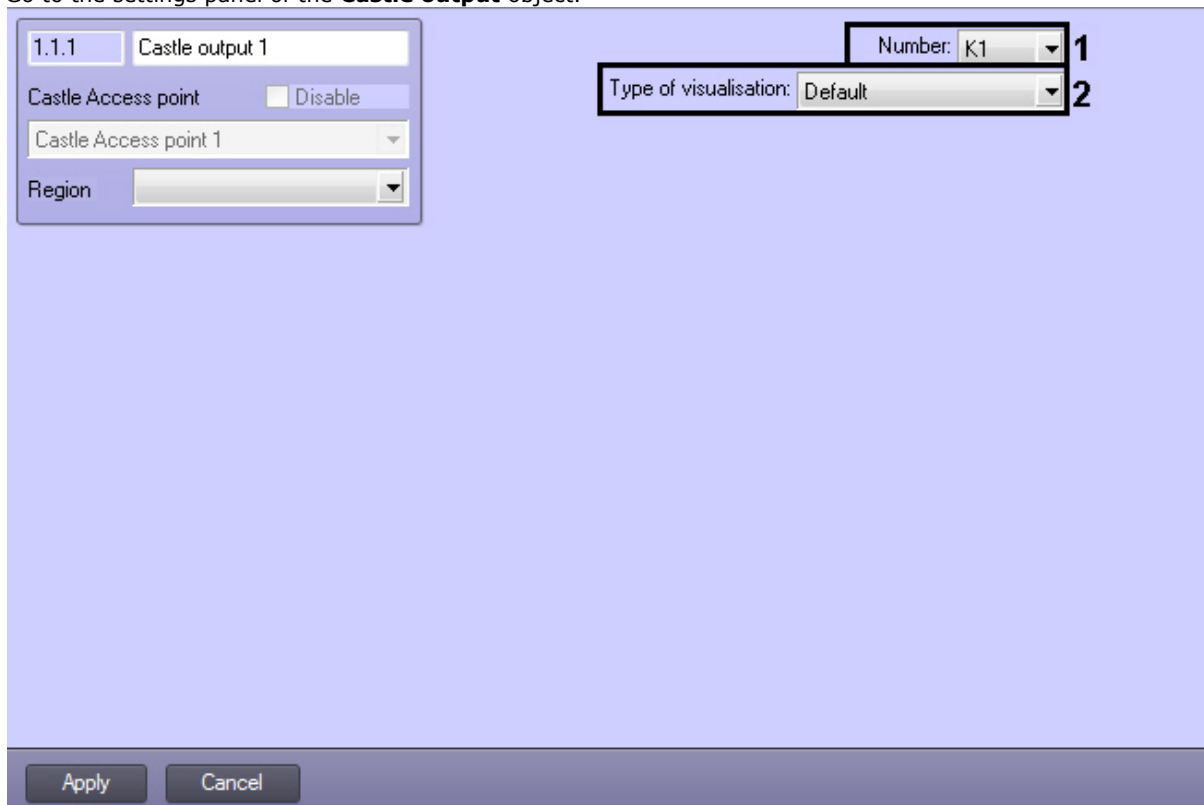 Go to the settings panel of the Castle output object.
1.1.1 Castle output 1
Castle Access point Disable
Castle Access point 1
Region
Number: K1 1
Type of visualisation: Default 2
Apply Cancel